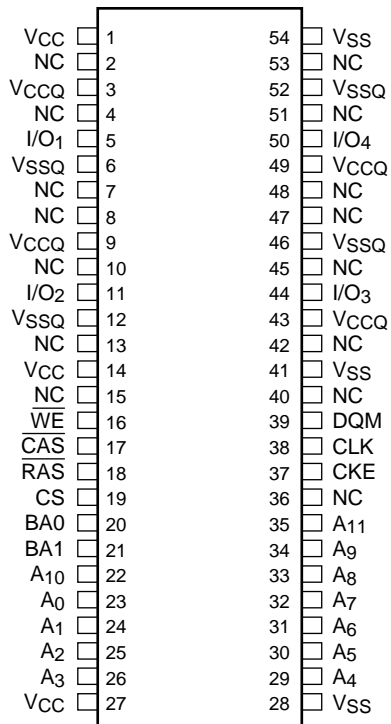 VCC 1 54 VSS
NC 2 53 NC
VCCQ 3 52 VSSQ
NC 4 51 NC
I/O1 5 50 I/O4
VSSQ 6 49 VCCQ
NC 7 48 NC
NC 8 47 NC
VCCQ 9 46 VSSQ
NC 10 45 NC
I/O2 11 44 I/O3
VSSQ 12 43 VCCQ
NC 13 42 NC
VCC 14 41 VSS
NC 15 40 NC
WE 16 39 DQM
CAS 17 38 CLK
RAS 18 37 CKE
CS 19 36 NC
BA0 20 35 A11
BA1 21 34 A9
A10 22 33 A8
A0 23 32 A7
A1 24 31 A6
A2 25 30 A5
A3 26 29 A4
VCC 27 28 VSS